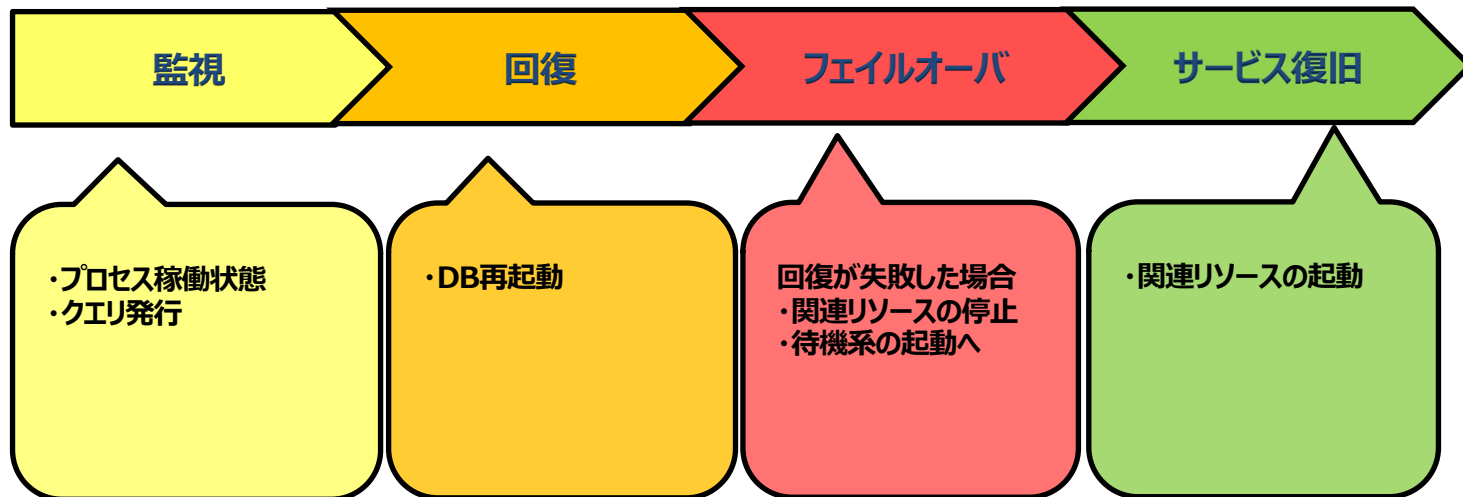 監視
回復
フェイルオーバ
サービス復旧
・プロセス稼働状態
・クエリ発行
・DB再起動
回復が失敗した場合
・関連リソースの停止
・待機系の起動へ
・関連リソースの起動